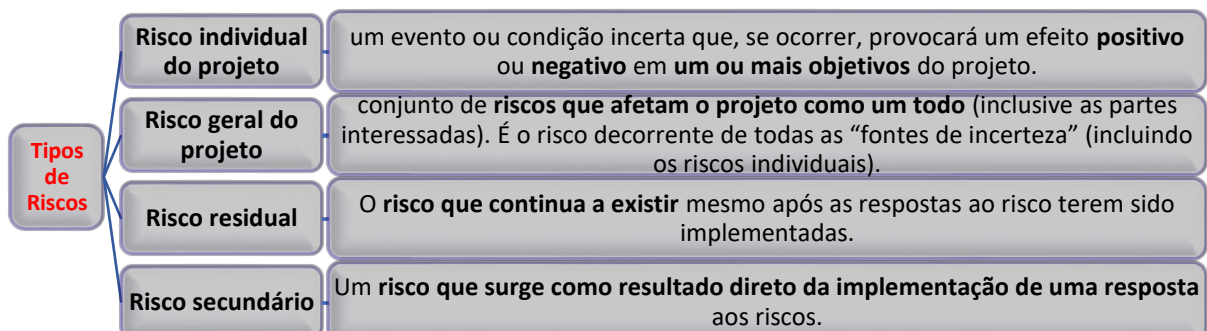 Tipos
de
Riscos
Risco individual
do projeto
um evento ou condição incerta que, se ocorrer, provocará um efeito positivo
ou negativo em um ou mais objetivos do projeto.
Risco geral do
projeto
conjunto de riscos que afetam o projeto como um todo (inclusive as partes
interessadas). É o risco decorrente de todas as “fontes de incerteza” (incluindo
os riscos individuais).
Risco residual
O risco que continua a existir mesmo após as respostas ao risco terem sido
implementadas.
Risco secundário
Um risco que surge como resultado direto da implementação de uma resposta
aos riscos.